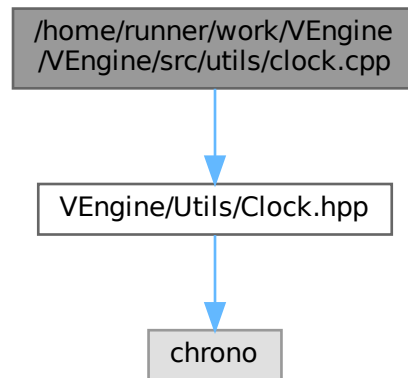 /home/runner/work/VEngine
/VEngine/src/utils/clock.cpp
VEngine/Utils/Clock.hpp
chrono